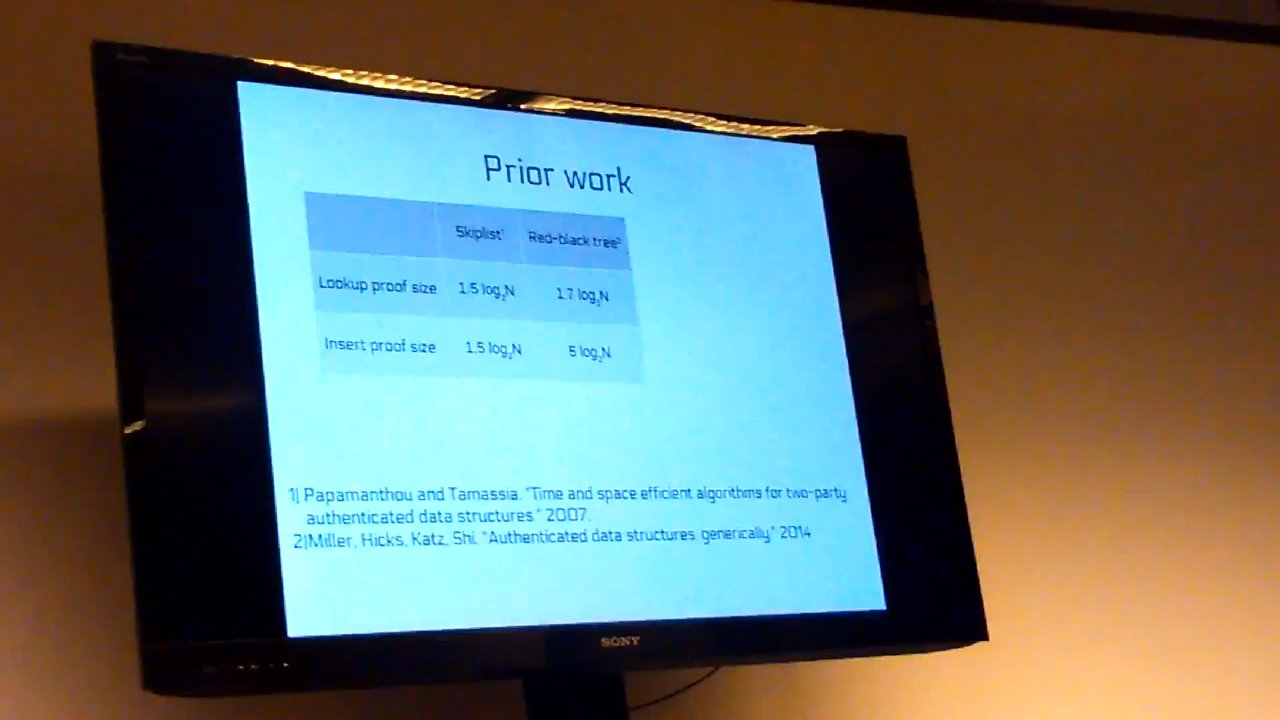 Prior work
Skiplist¹ Red-black tree²
Lookup proof size 1.5 log₂N 1.7 log₂N
Insert proof size 1.5 log₂N 5 log₂N
1) Papamanthou and Tamassia. "Time and space efficient algorithms for two-party
authenticated data structures." 2007.
2)Miller, Hicks, Katz, Shi. "Authenticated data structures, generically," 2014
SONY